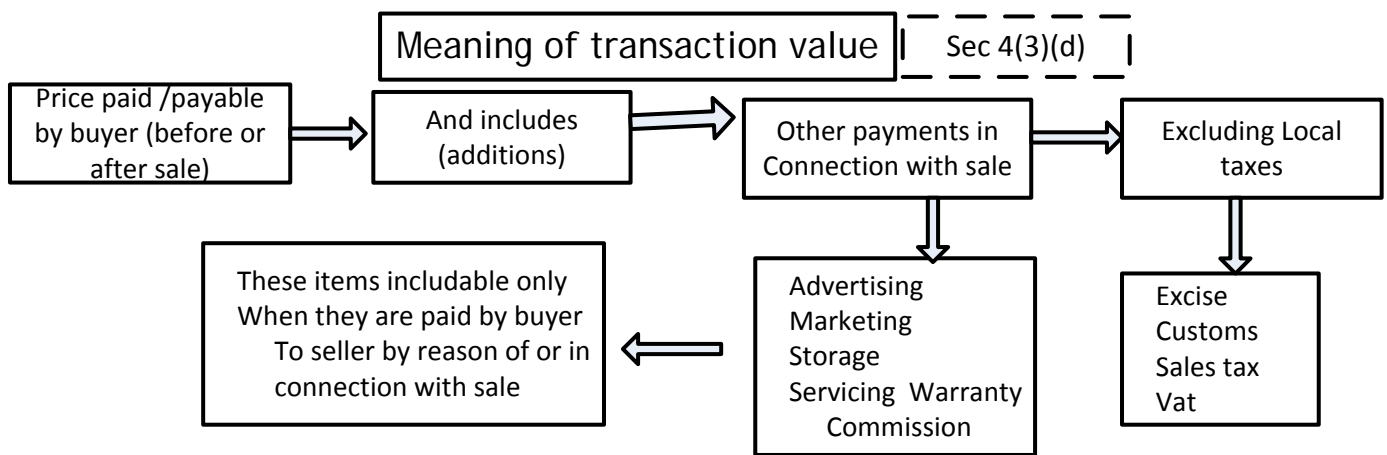 Meaning of transaction value
Sec 4(3)(d)
Price paid /payable
by buyer (before or
after sale)
And includes
(additions)
Other payments in
Connection with sale
Excluding Local
taxes
These items includable only
When they are paid by buyer
To seller by reason of or in
connection with sale
Advertising
Marketing
Storage
Servicing Warranty
Commission
Excise
Customs
Sales tax
Vat